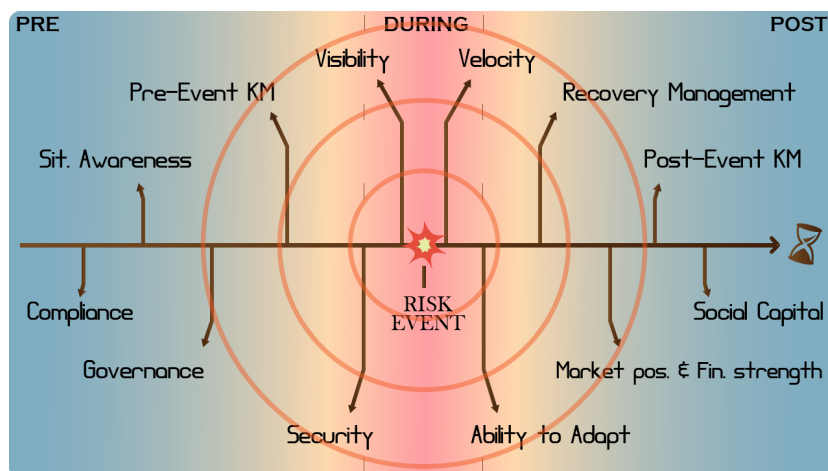 PRE
DURING
POST
Visibility
Velocity
Pre-Event KM
Recovery Management
Sit. Awareness
Post-Event KM
RISK
EVENT
Compliance
Social Capital
Governance
Market pos. & Fin. strength
Security
Ability to Adapt